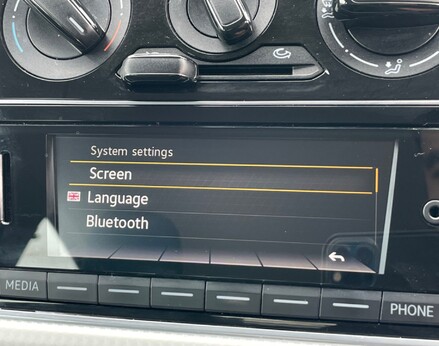 System settings
Screen
Language
Bluetooth
MEDIA
PHONE